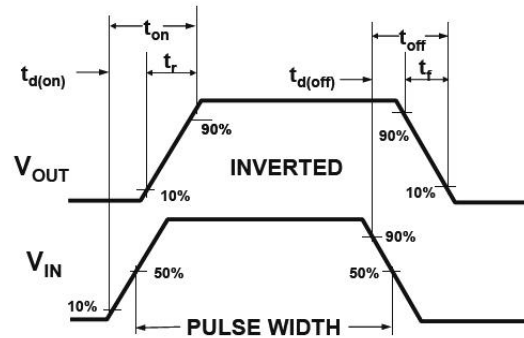 t_on t_off
t_d(on) t_r t_d(off) t_f
90% 90%
V_OUT INVERTED
10% 10%
V_IN 90%
50% 50%
10%
PULSE WIDTH